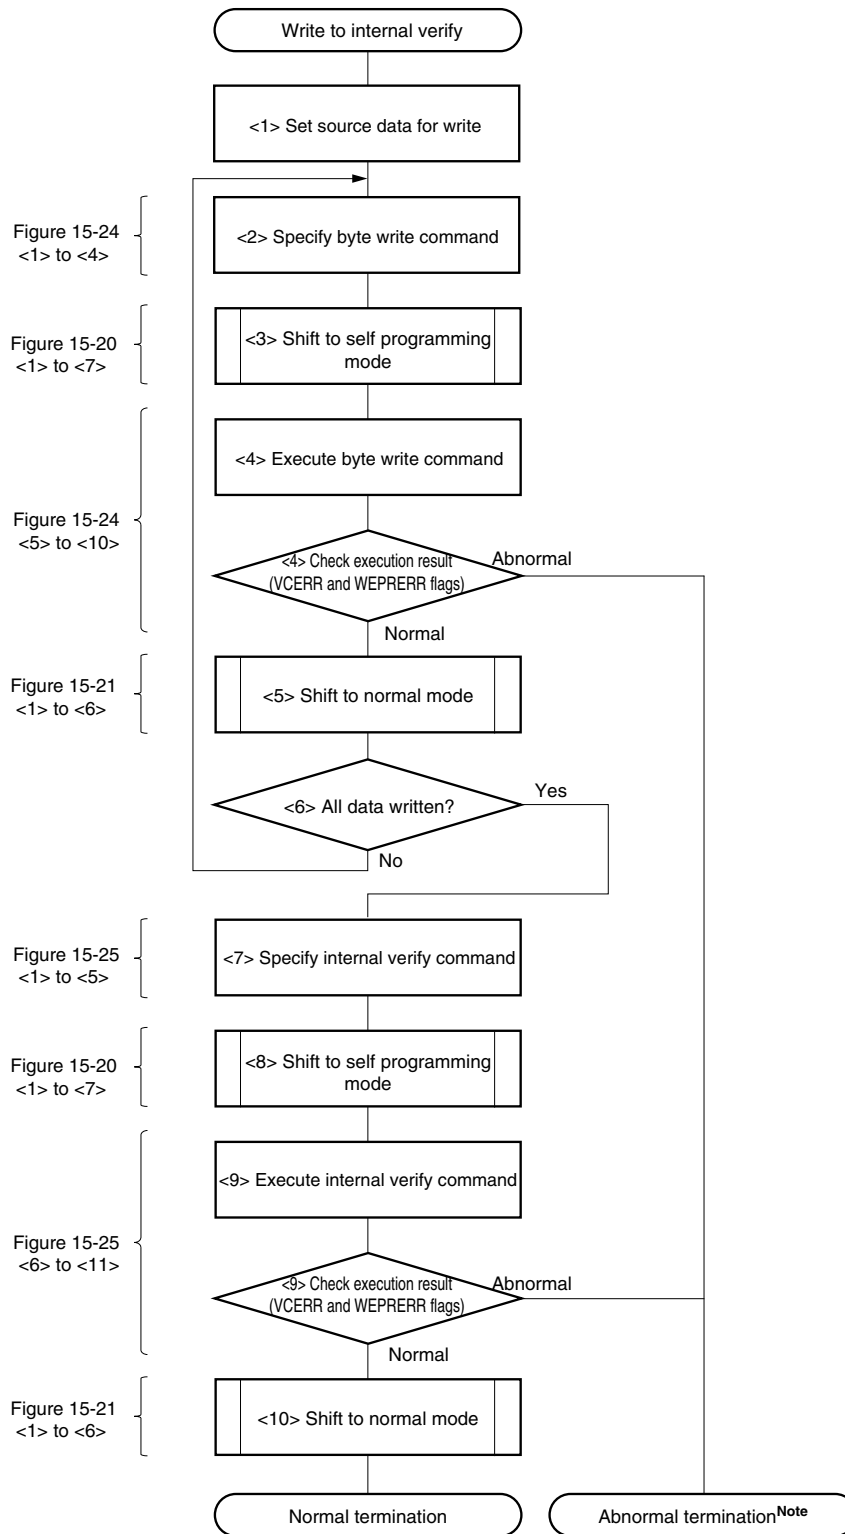 Write to internal verify
<1> Set source data for write
Figure 15-24
<1> to <4>
<2> Specify byte write command
Figure 15-20
<1> to <7>
<3> Shift to self programming
mode
<4> Execute byte write command
Figure 15-24
<5> to <10>
<4> Check execution result
(VCERR and WEPRERR flags)
Abnormal
Normal
Figure 15-21
<1> to <6>
<5> Shift to normal mode
<6> All data written?
Yes
No
Figure 15-25
<1> to <5>
<7> Specify internal verify command
Figure 15-20
<1> to <7>
<8> Shift to self programming
mode
<9> Execute internal verify command
Figure 15-25
<6> to <11>
<9> Check execution result
(VCERR and WEPRERR flags)
Abnormal
Normal
Figure 15-21
<1> to <6>
<10> Shift to normal mode
Normal termination
Abnormal termination Note